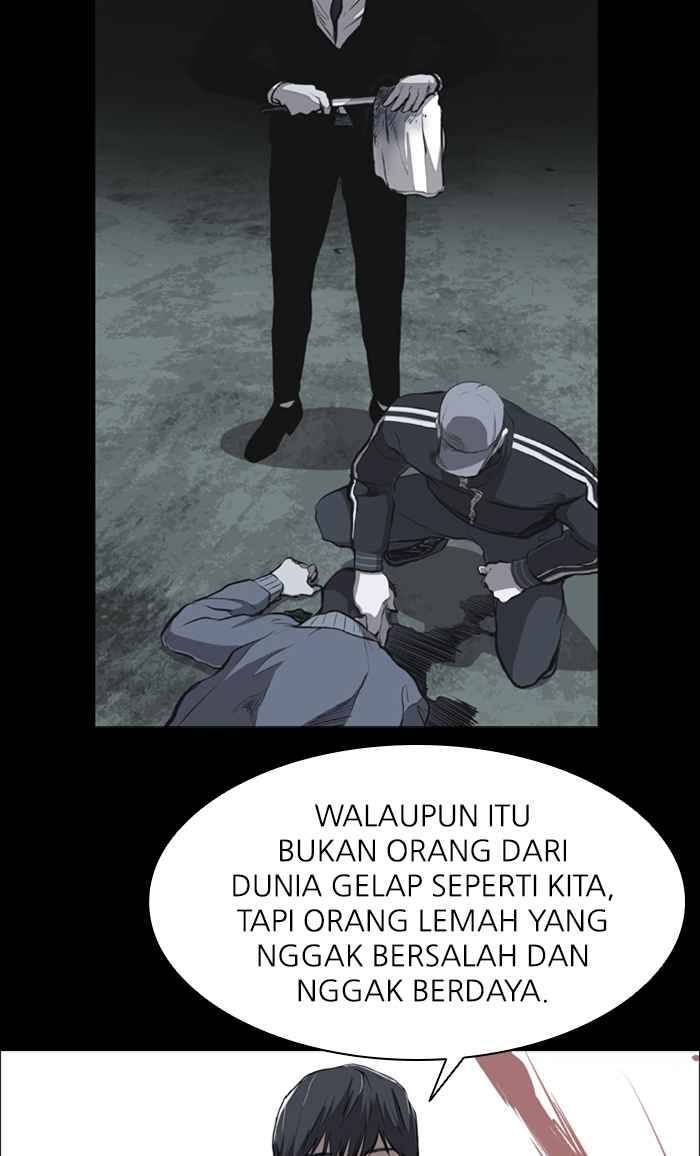 WALAUPUN ITU
BUKAN ORANG DARI
DUNIA GELAP SEPERTI KITA,
TAPI ORANG LEMAH YANG
NGGAK BERSALAH DAN
NGGAK BERDAYA.